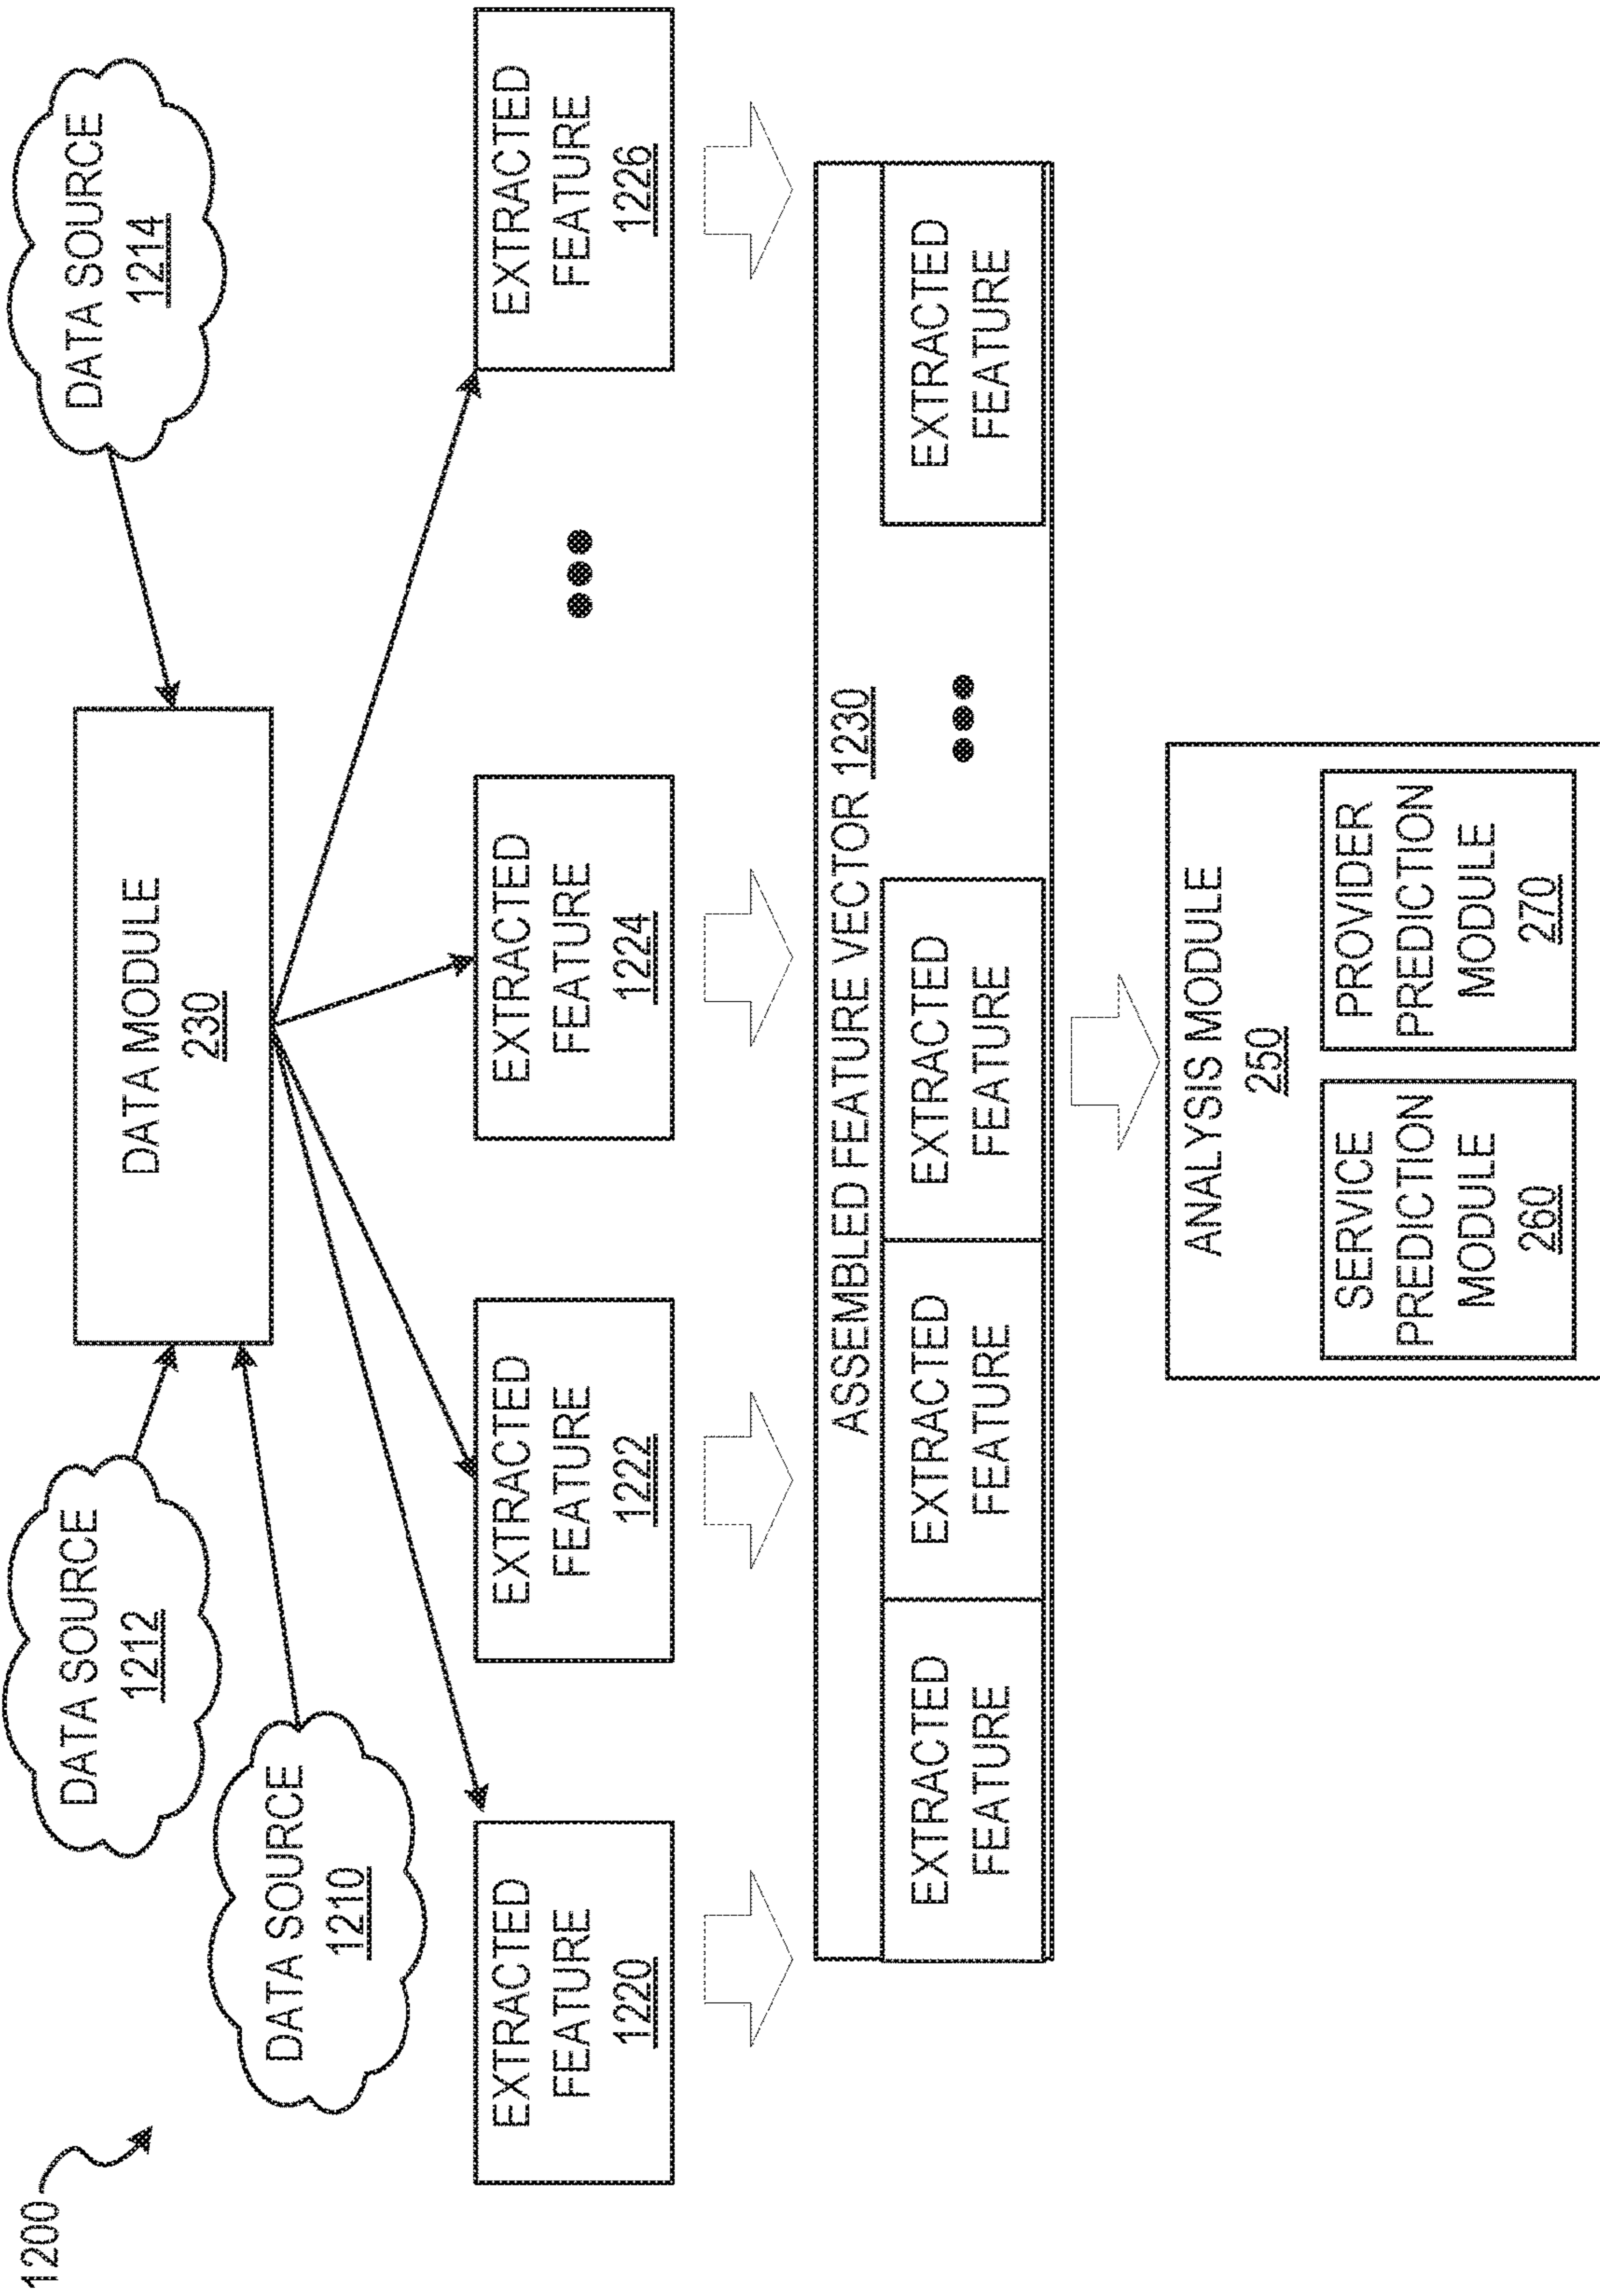 1200
DATA SOURCE
1212
DATA SOURCE
1210
DATA MODULE
230
DATA SOURCE
1214
EXTRACTED
FEATURE
1220
EXTRACTED
FEATURE
1222
EXTRACTED
FEATURE
1224
EXTRACTED
FEATURE
1226
ASSEMBLED FEATURE VECTOR 1230
EXTRACTED
FEATURE
EXTRACTED
FEATURE
EXTRACTED
FEATURE
EXTRACTED
FEATURE
ANALYSIS MODULE
250
SERVICE
PREDICTION
MODULE
260
PROVIDER
PREDICTION
MODULE
270